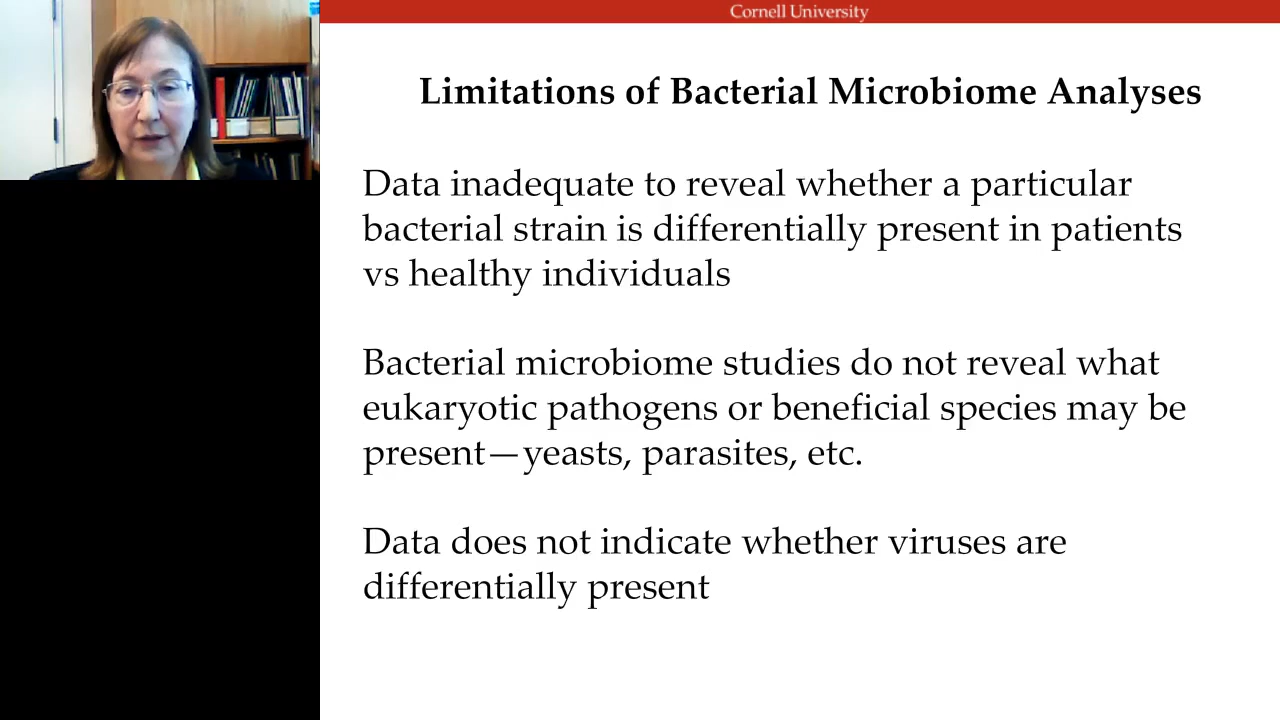 Cornell University
Limitations of Bacterial Microbiome Analyses
Data inadequate to reveal whether a particular
bacterial strain is differentially present in patients
vs healthy individuals
Bacterial microbiome studies do not reveal what
eukaryotic pathogens or beneficial species may be
present—yeasts, parasites, etc.
Data does not indicate whether viruses are
differentially present